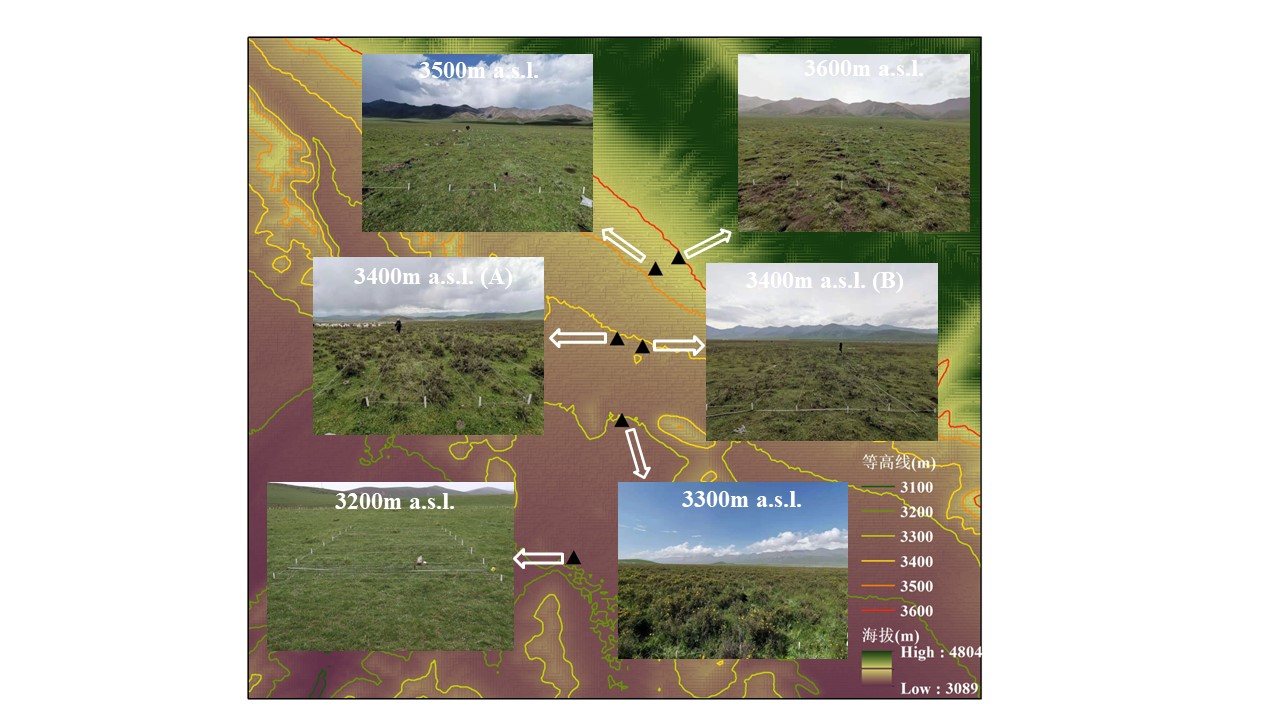 3500m a.s.l.
3600m a.s.l.
3400m a.s.l. (A)
3400m a.s.l. (B)
3200m a.s.l.
3300m a.s.l.
等高线(m)
3100
3200
3300
3400
3500
3600
海拔(m)
High : 4804
Low : 3089